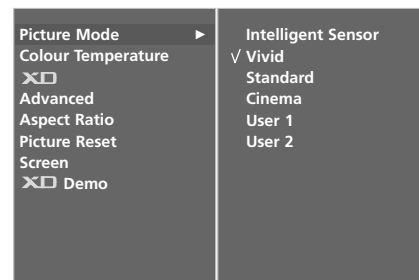 Picture Mode ►
Colour Temperature
XD
Advanced
Aspect Ratio
Picture Reset
Screen
XD Demo
Intelligent Sensor
√ Vivid
Standard
Cinema
User 1
User 2